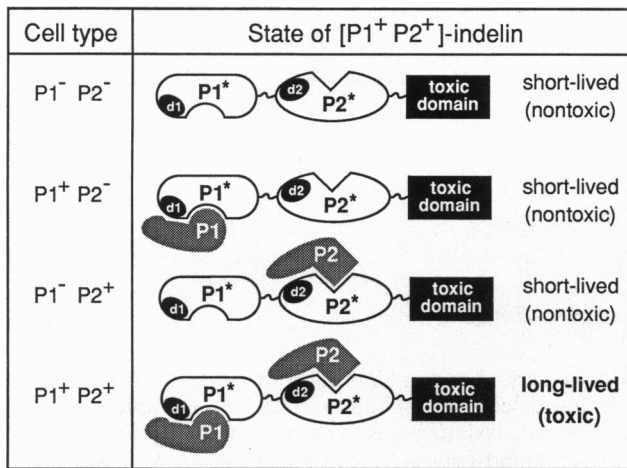 Cell type
State of [P1⁺ P2⁺]-indelin
P1⁻ P2⁻
d1
P1*
d2
P2*
toxic
domain
short-lived
(nontoxic)
P1⁺ P2⁻
d1
P1*
P1
d2
P2*
toxic
domain
short-lived
(nontoxic)
P1⁻ P2⁺
d1
P1*
P2
d2
P2*
toxic
domain
short-lived
(nontoxic)
P1⁺ P2⁺
d1
P1*
P1
P2
d2
P2*
toxic
domain
long-lived
(toxic)